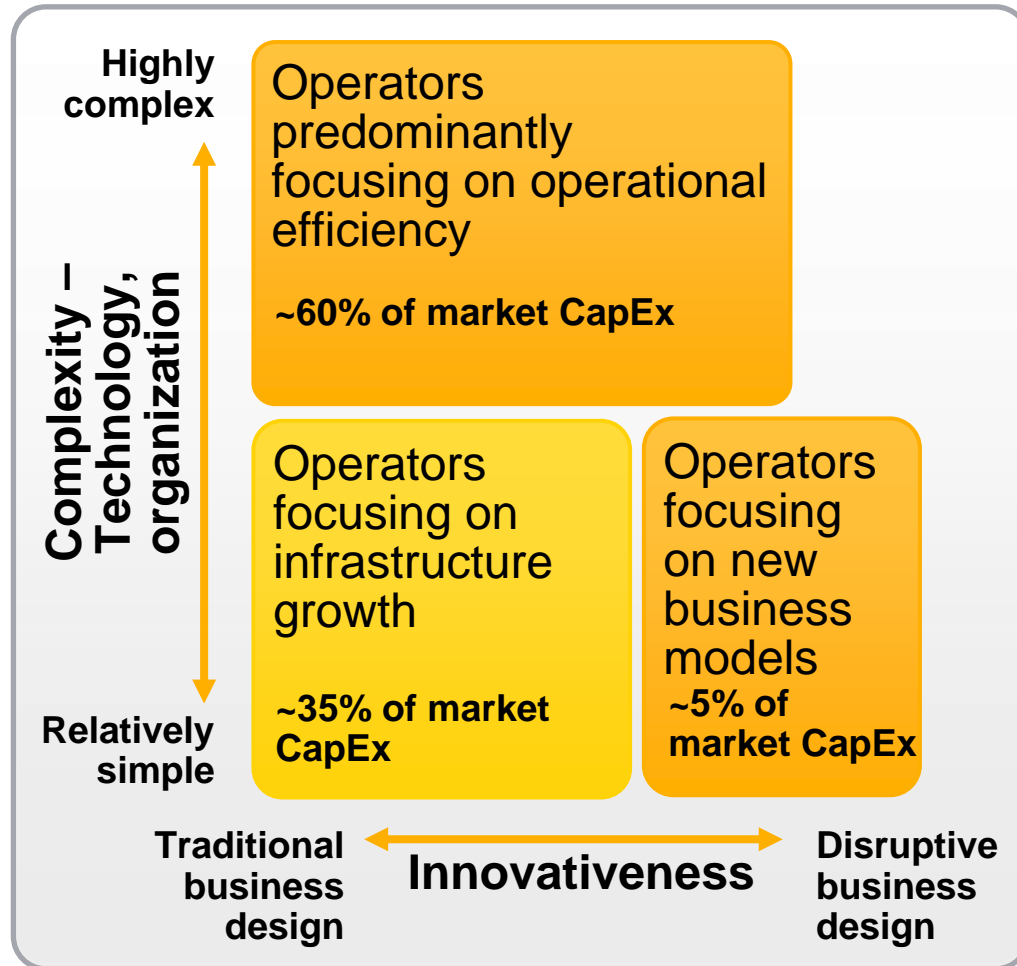 Highly
complex
Operators
predominantly
focusing on operational
efficiency
~60% of market CapEx
Complexity –
Technology,
organization
Operators
focusing on
infrastructure
growth
~35% of market
CapEx
Operators
focusing
on new
business
models
~5% of
market CapEx
Relatively
simple
Traditional
business
design
Innovativeness
Disruptive
business
design